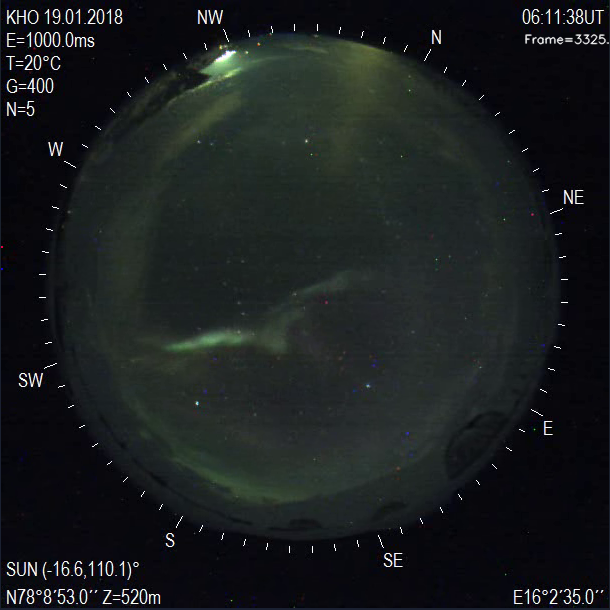 KHO 19.01.2018
E=1000.0ms
T=20°C
G=400
N=5
06:11:38UT
Frame=3325.
NW
N
W
NE
SW
E
S
SE
SUN (-16.6,110.1)°
N78°8'53.0'' Z=520m
E16°2'35.0''